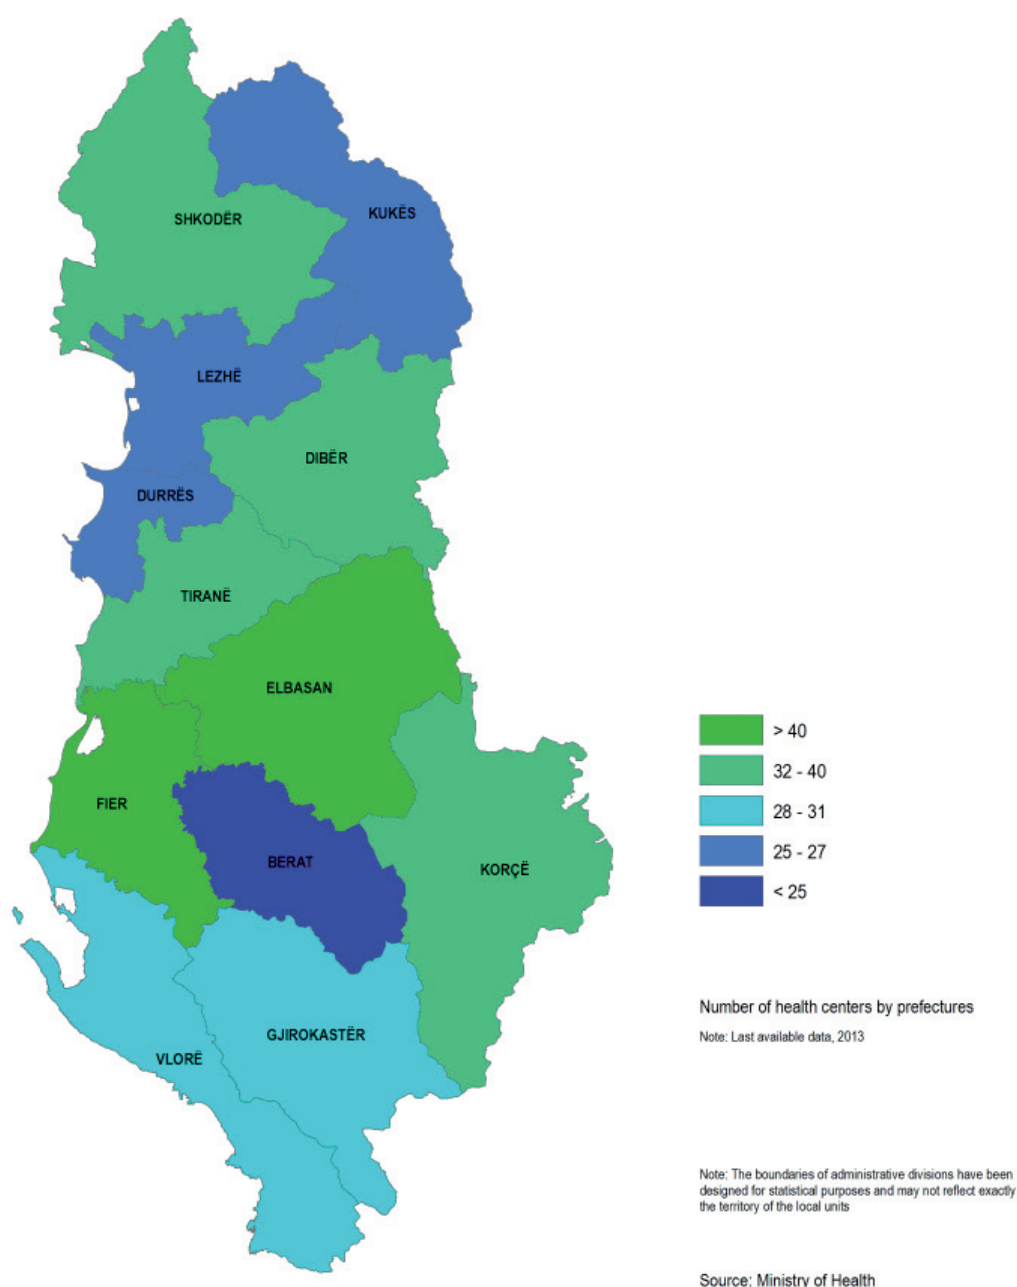 KUKËS
SHKODËR
LEZHË
DIBËR
DURRËS
TIRANË
ELBASAN
FIER
BERAT
KORÇË
GJIROKASTËR
VLORË
> 40
32 - 40
28 - 31
25 - 27
< 25
Number of health centers by prefectures
Note: Last available data, 2013
Note: The boundaries of administrative divisions have been
designed for statistical purposes and may not reflect exactly
the territory of the local units
Source: Ministry of Health